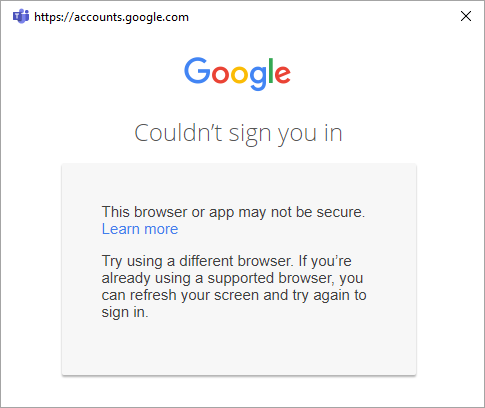 https://accounts.google.com
Google
Couldn't sign you in
This browser or app may not be secure.
Learn more
Try using a different browser. If you're
already using a supported browser, you
can refresh your screen and try again to
sign in.